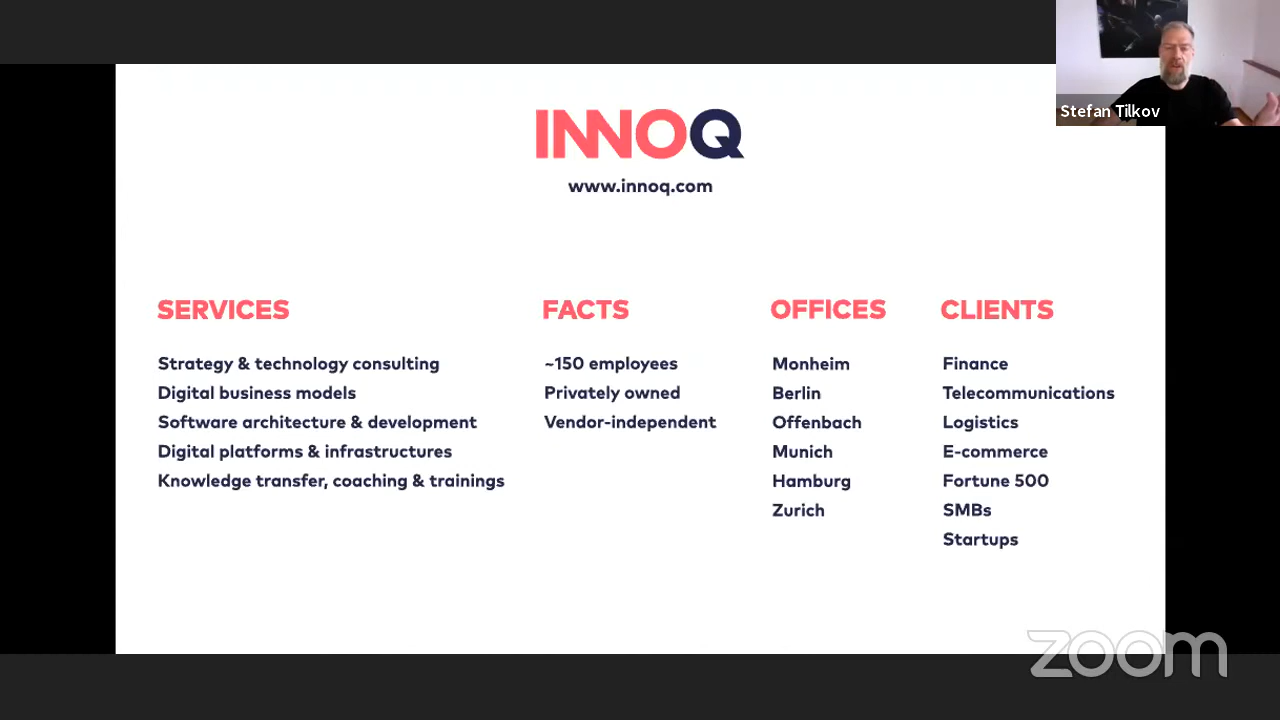 Stefan Tilkov
INNOQ
www.innoq.com
SERVICES
Strategy & technology consulting
Digital business models
Software architecture & development
Digital platforms & infrastructures
Knowledge transfer, coaching & trainings
FACTS
~150 employees
Privately owned
Vendor-independent
OFFICES
Monheim
Berlin
Offenbach
Munich
Hamburg
Zurich
CLIENTS
Finance
Telecommunications
Logistics
E-commerce
Fortune 500
SMBs
Startups
zoom